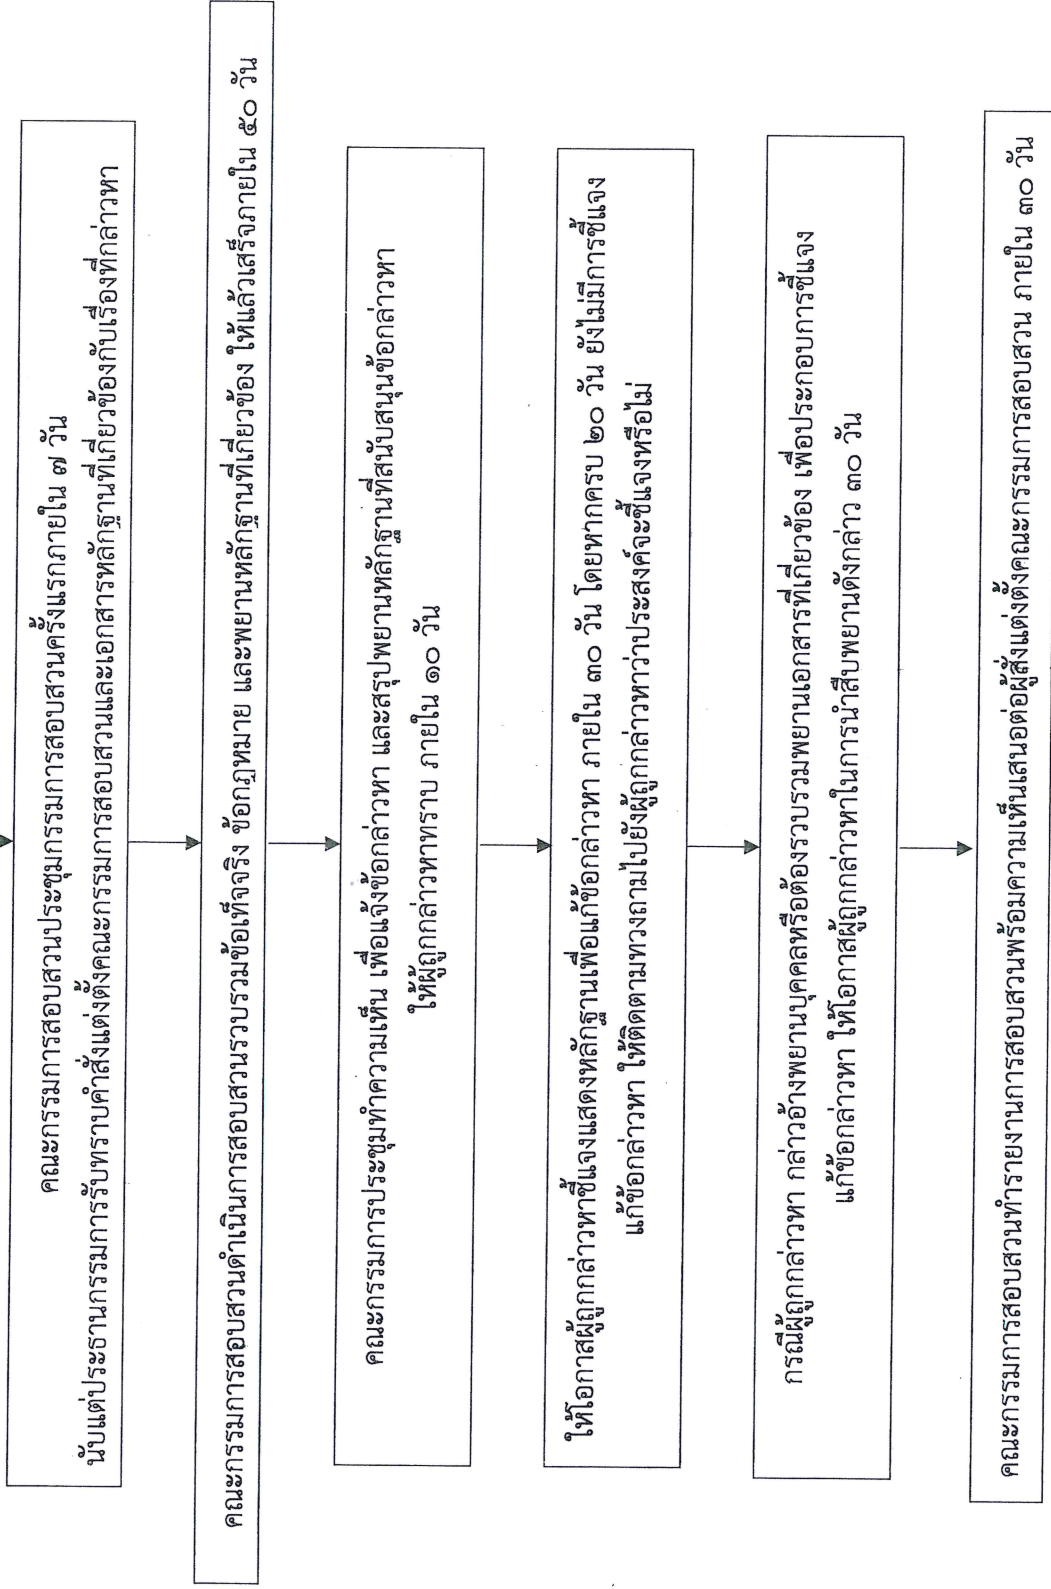 คณะกรรมการสอบสวนประชุมกรรมการสอบสวนครั้งแรกภายใน ๗ วัน
นับแต่ประธานกรรมการรับทราบคำสั่งแต่งตั้งคณะกรรมการสอบสวนและเอกสารหลักฐานที่เกี่ยวข้องกับเรื่องที่กล่าวหา
คณะกรรมการสอบสวนดำเนินการสอบสวนรวบรวมข้อเท็จจริง ข้อกฎหมาย และพยานหลักฐานที่เกี่ยวข้อง ให้แล้วเสร็จภายใน ๕๐ วัน
คณะกรรมการประชุมทำความเห็น เพื่อแจ้งข้อกล่าวหา และสรุปพยานหลักฐานที่สนับสนุนข้อกล่าวหา
ให้ผู้ถูกกล่าวหาทราบ ภายใน ๑๐ วัน
ให้โอกาสผู้ถูกกล่าวหาชี้แจงแสดงหลักฐานเพื่อแก้ข้อกล่าวหา ภายใน ๓๐ วัน โดยหากครบ ๒๐ วัน ยังไม่มีการชี้แจง
แก้ข้อกล่าวหา ให้ติดตามทวงถามไปยังผู้ถูกกล่าวหาว่าประสงค์จะชี้แจงหรือไม่
กรณีผู้ถูกกล่าวหา กล่าวอ้างพยานบุคคลหรือต้องรวบรวมพยานเอกสารที่เกี่ยวข้อง เพื่อประกอบการชี้แจง
แก้ข้อกล่าวหา ให้โอกาสผู้ถูกกล่าวหาในการนำสืบพยานดังกล่าว ๓๐ วัน
คณะกรรมการสอบสวนทำรายงานการสอบสวนพร้อมความเห็นเสนอต่อผู้สั่งแต่งตั้งคณะกรรมการสอบสวน ภายใน ๓๐ วัน